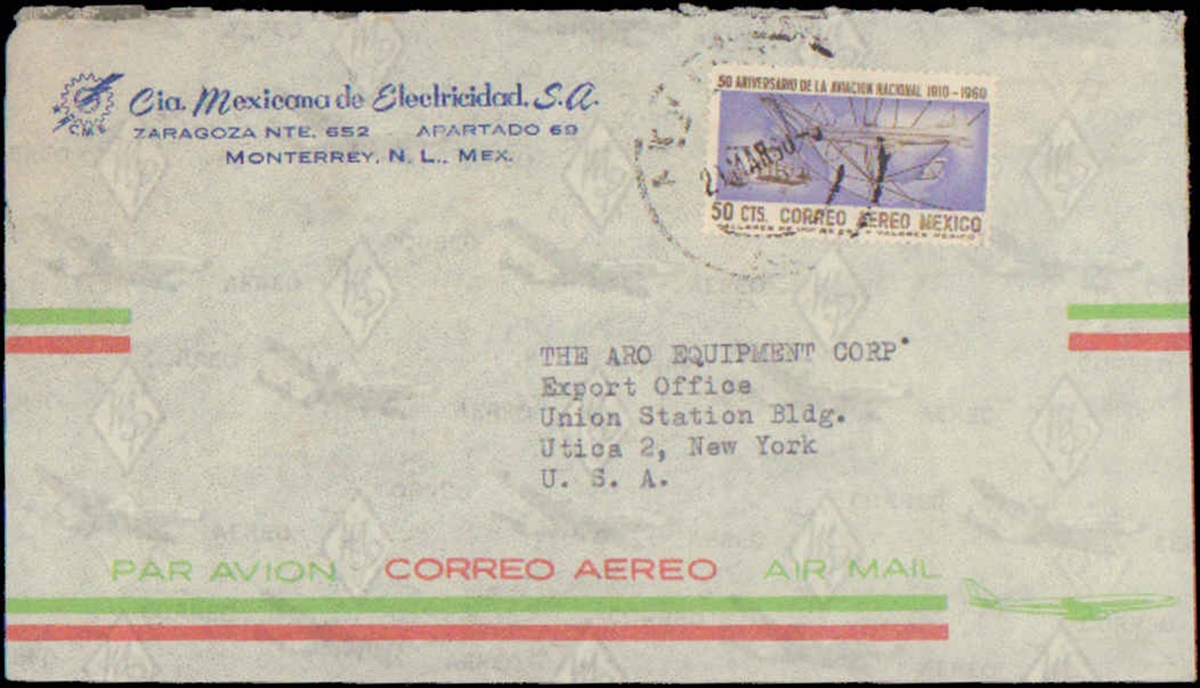 Cia. Mexicana de Electricidad, S.A.
ZARAGOZA NTE. 652 APARTADO 69
MONTERREY, N. L., MEX.
C.M.E.
50 ANIVERSARIO DE LA AVIACION NACIONAL 1910-1960
MAR
50 CTS. CORREO AEREO MEXICO
THE ARO EQUIPMENT CORP.
Export Office
Union Station Bldg.
Utica 2, New York
U. S. A.
PAR AVION CORREO AEREO AIR MAIL